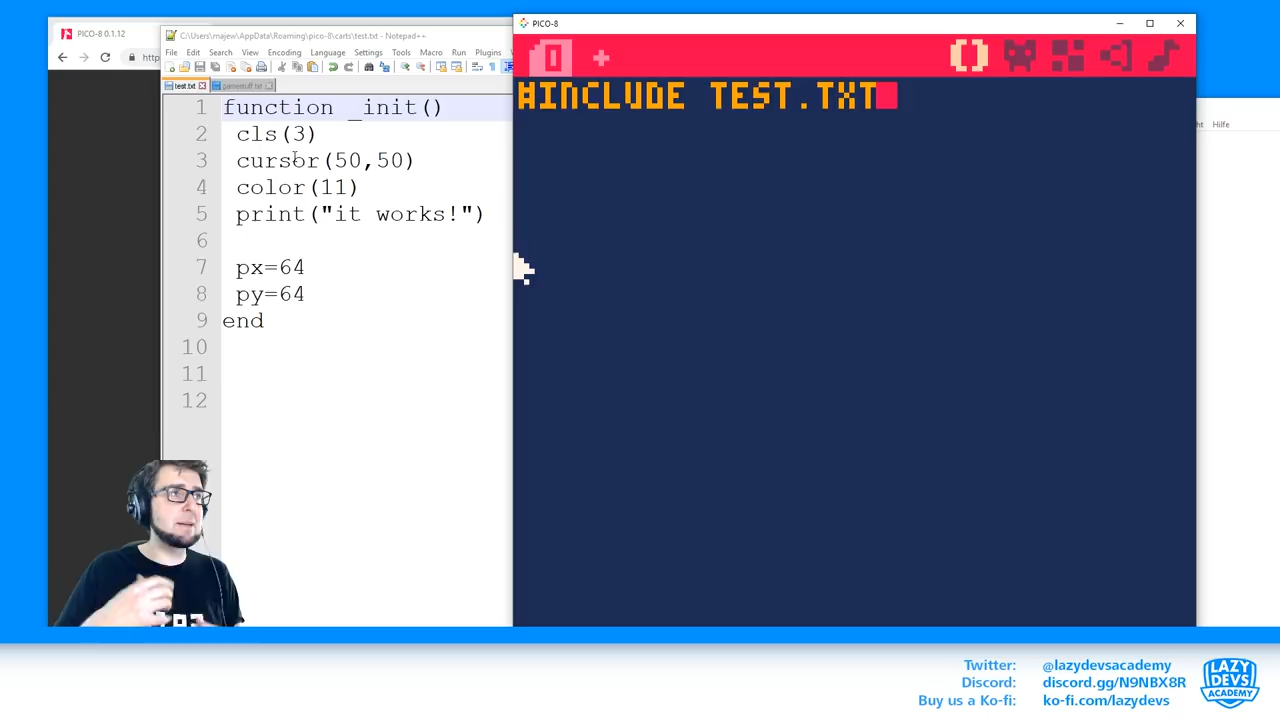 PICO-8 0.1.12
http
C:\Users\majew\AppData\Roaming\pico-8\carts\test.txt - Notepad++
File Edit Search View Encoding Language Settings Tools Macro Run Plugins
test.txt
gamestuff.txt
1 function _init()
2 cls(3)
3 cursor(50,50)
4 color(11)
5 print("it works!")
6
7 px=64
8 py=64
9 end
10
11
12
PICO-8
#INCLUDE TEST.TXT
Hilfe
Twitter: @lazydevsacademy
Discord: discord.gg/N9NBX8R
Buy us a Ko-fi: ko-fi.com/lazydevs
LAZY
DEVS
ACADEMY